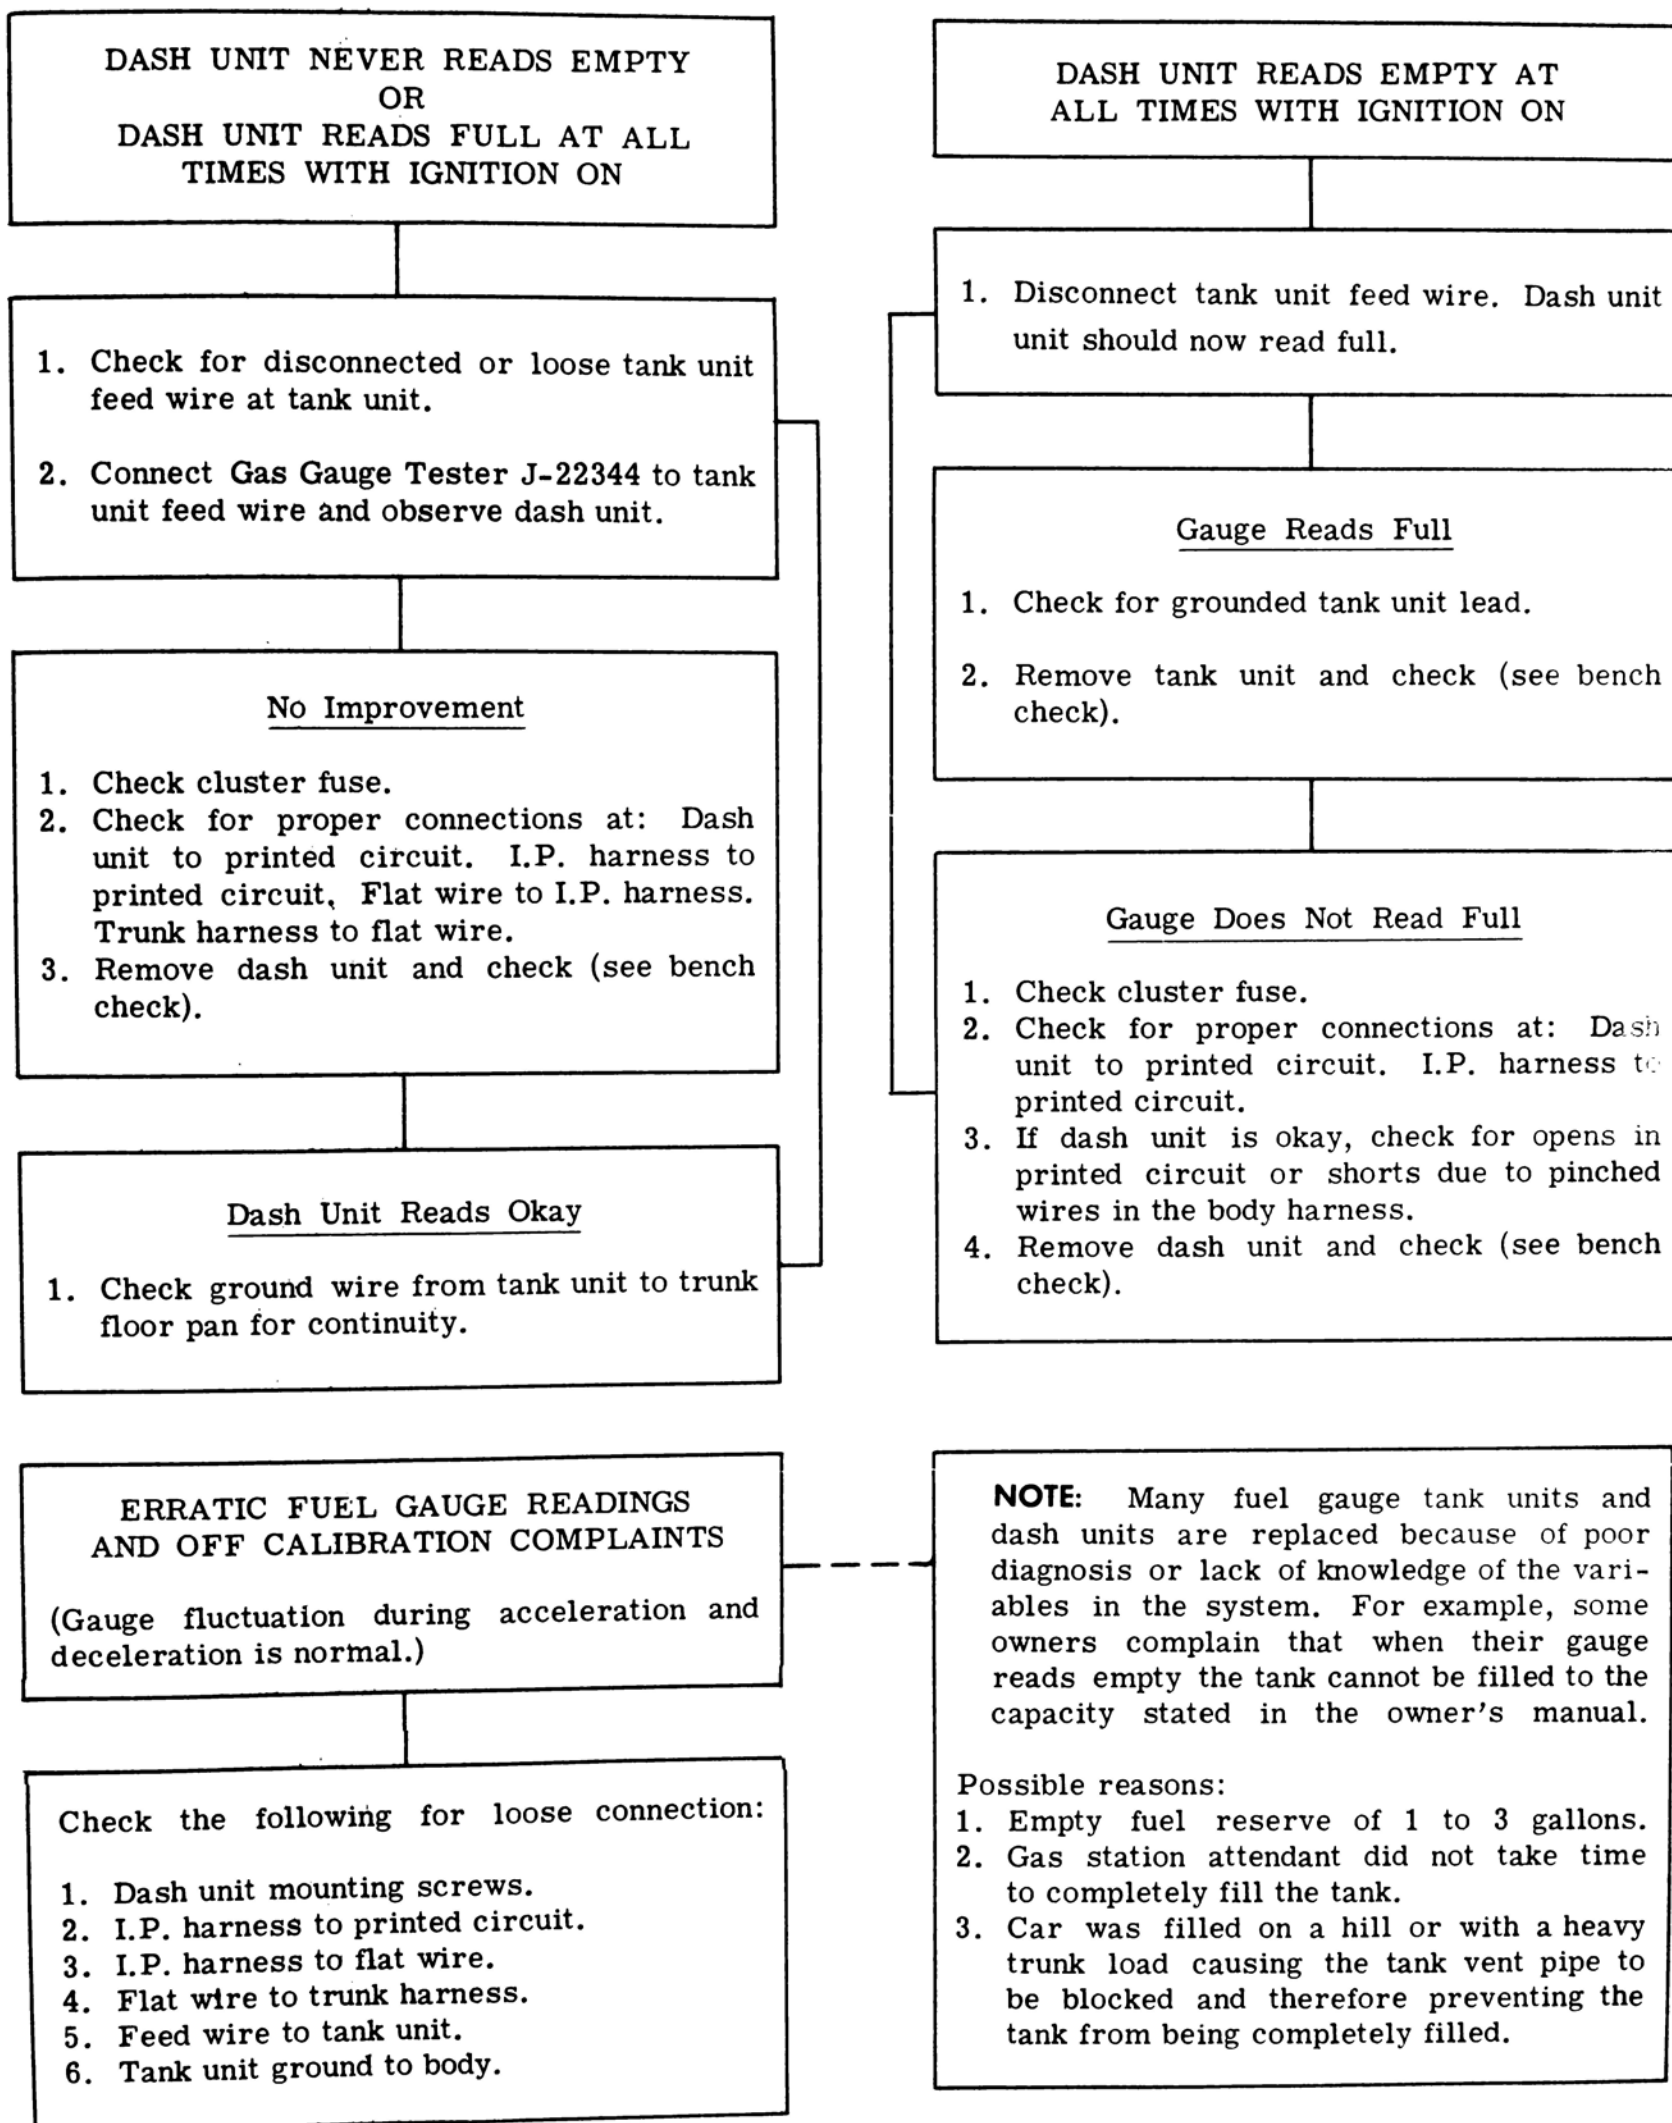 DASH UNIT NEVER READS EMPTY
OR
DASH UNIT READS FULL AT ALL
TIMES WITH IGNITION ON
1. Check for disconnected or loose tank unit
feed wire at tank unit.
2. Connect Gas Gauge Tester J-22344 to tank
unit feed wire and observe dash unit.
No Improvement
1. Check cluster fuse.
2. Check for proper connections at: Dash
unit to printed circuit. I.P. harness to
printed circuit, Flat wire to I.P. harness.
Trunk harness to flat wire.
3. Remove dash unit and check (see bench
check).
Dash Unit Reads Okay
1. Check ground wire from tank unit to trunk
floor pan for continuity.
DASH UNIT READS EMPTY AT
ALL TIMES WITH IGNITION ON
1. Disconnect tank unit feed wire. Dash unit
unit should now read full.
Gauge Reads Full
1. Check for grounded tank unit lead.
2. Remove tank unit and check (see bench
check).
Gauge Does Not Read Full
1. Check cluster fuse.
2. Check for proper connections at: Dash
unit to printed circuit. I.P. harness to
printed circuit.
3. If dash unit is okay, check for opens in
printed circuit or shorts due to pinched
wires in the body harness.
4. Remove dash unit and check (see bench
check).
ERRATIC FUEL GAUGE READINGS
AND OFF CALIBRATION COMPLAINTS
(Gauge fluctuation during acceleration and
deceleration is normal.)
Check the following for loose connection:
1. Dash unit mounting screws.
2. I.P. harness to printed circuit.
3. I.P. harness to flat wire.
4. Flat wire to trunk harness.
5. Feed wire to tank unit.
6. Tank unit ground to body.
NOTE: Many fuel gauge tank units and
dash units are replaced because of poor
diagnosis or lack of knowledge of the vari-
ables in the system. For example, some
owners complain that when their gauge
reads empty the tank cannot be filled to the
capacity stated in the owner's manual.
Possible reasons:
1. Empty fuel reserve of 1 to 3 gallons.
2. Gas station attendant did not take time
to completely fill the tank.
3. Car was filled on a hill or with a heavy
trunk load causing the tank vent pipe to
be blocked and therefore preventing the
tank from being completely filled.